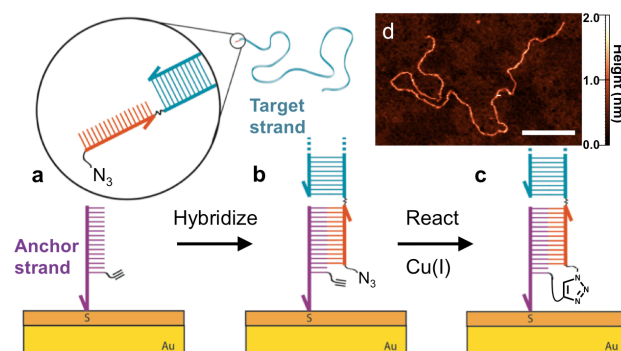 d
2.0
1.0
0.0
Height (nm)
Target
strand
a
N3
b
c
Hybridize
React
Cu(I)
Anchor
strand
N3
N
N
N
S
S
S
Au
Au
Au